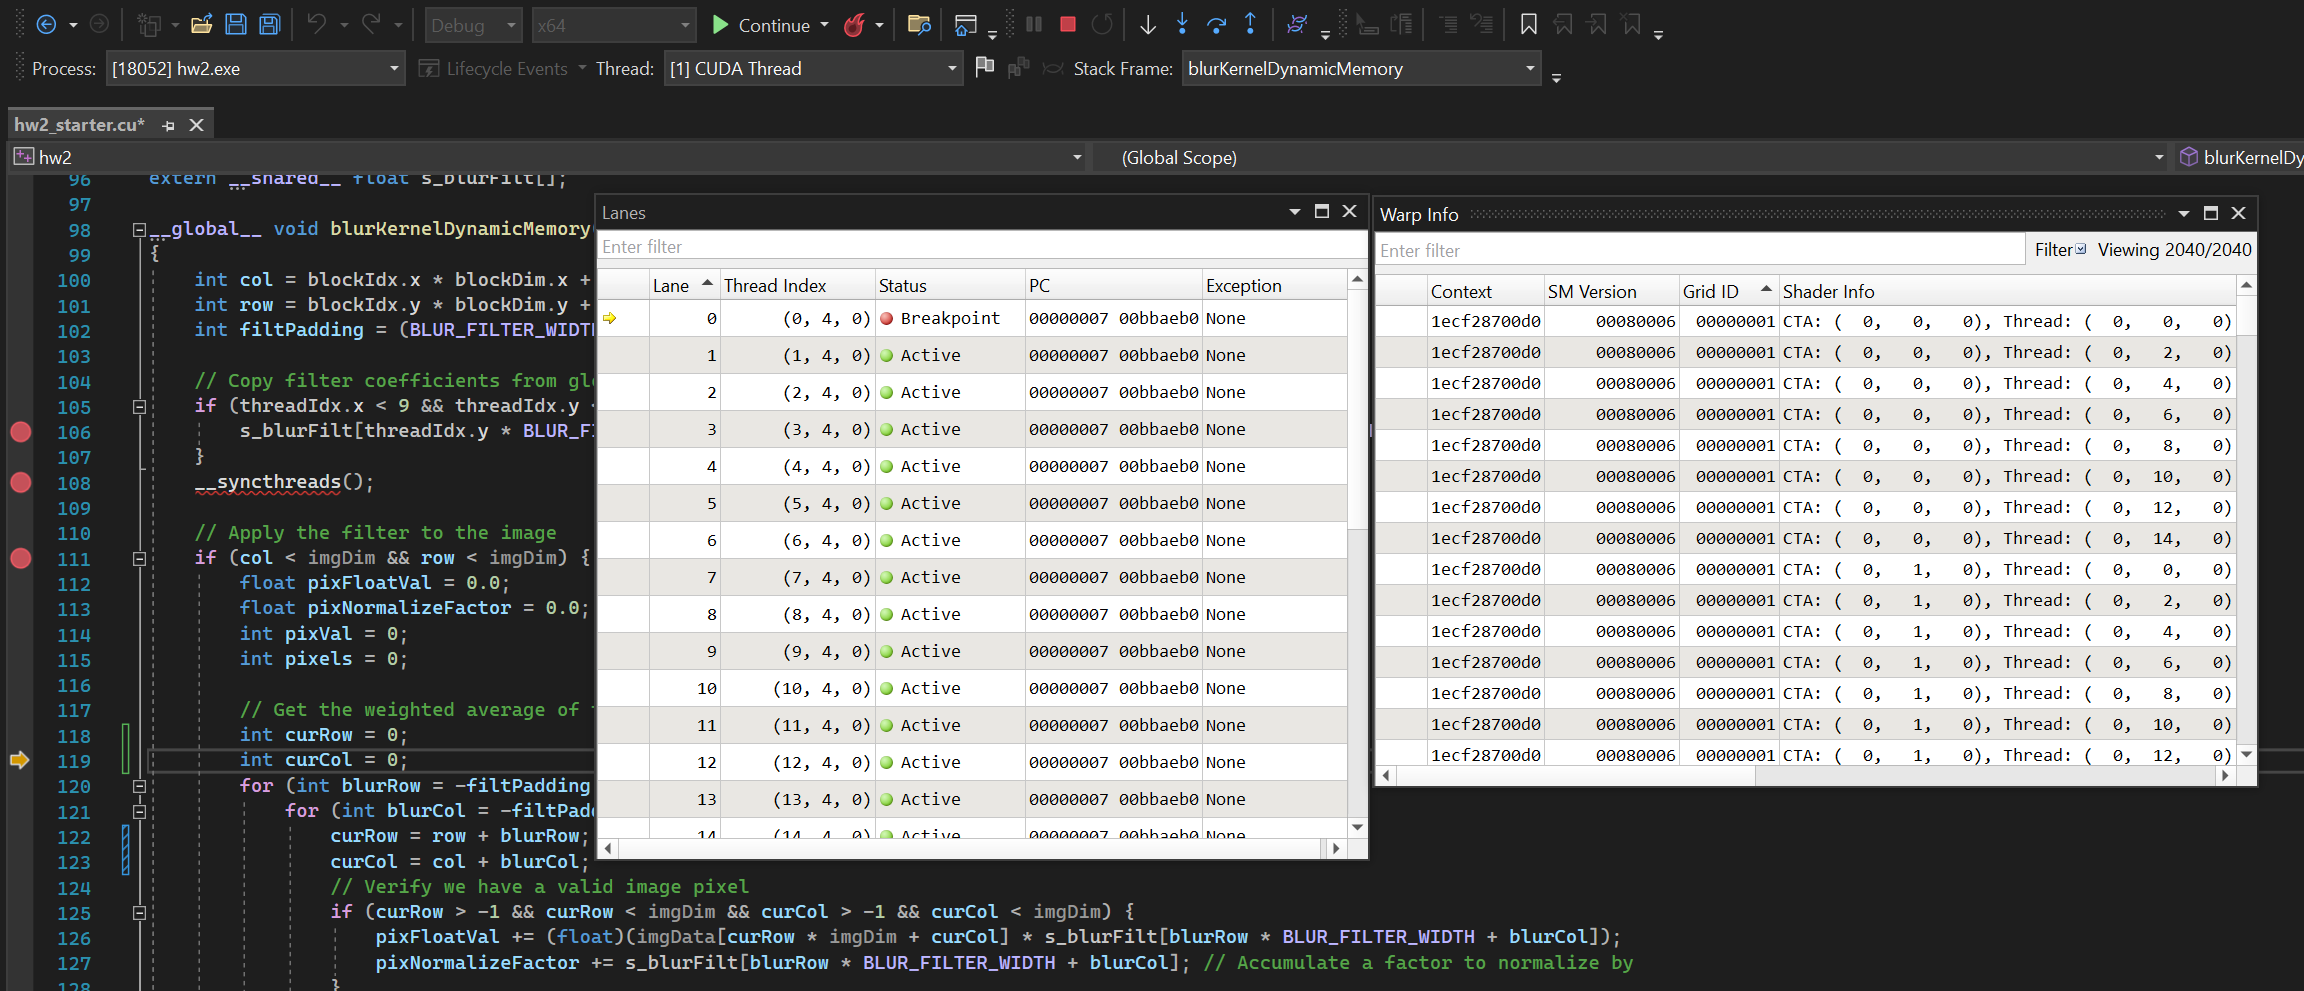 Debug x64 Continue
Process: [18052] hw2.exe Lifecycle Events Thread: [1] CUDA Thread Stack Frame: blurKernelDynamicMemory
hw2_starter.cu*
hw2 (Global Scope) blurKernelDy
96 extern __shared__ float s_blurFilt[];
97
98 __global__ void blurKernelDynamicMemory
99 {
100 int col = blockIdx.x * blockDim.x +
101 int row = blockIdx.y * blockDim.y +
102 int filtPadding = (BLUR_FILTER_WIDTH
103
104 // Copy filter coefficients from glo
105 if (threadIdx.x < 9 && threadIdx.y
106 s_blurFilt[threadIdx.y * BLUR_FI
107 }
108 __syncthreads();
109
110 // Apply the filter to the image
111 if (col < imgDim && row < imgDim) {
112 float pixFloatVal = 0.0;
113 float pixNormalizeFactor = 0.0;
114 int pixVal = 0;
115 int pixels = 0;
116
117 // Get the weighted average of
118 int curRow = 0;
119 int curCol = 0;
120 for (int blurRow = -filtPadding
121 for (int blurCol = -filtPad
122 curRow = row + blurRow;
123 curCol = col + blurCol;
124 // Verify we have a valid image pixel
125 if (curRow > -1 && curRow < imgDim && curCol > -1 && curCol < imgDim) {
126 pixFloatVal += (float)(imgData[curRow * imgDim + curCol] * s_blurFilt[blurRow * BLUR_FILTER_WIDTH + blurCol]);
127 pixNormalizeFactor += s_blurFilt[blurRow * BLUR_FILTER_WIDTH + blurCol]; // Accumulate a factor to normalize by
128 }
Lanes
Enter filter
Lane Thread Index Status PC Exception
0 (0, 4, 0) Breakpoint 00000007 00bbaeb0 None
1 (1, 4, 0) Active 00000007 00bbaeb0 None
2 (2, 4, 0) Active 00000007 00bbaeb0 None
3 (3, 4, 0) Active 00000007 00bbaeb0 None
4 (4, 4, 0) Active 00000007 00bbaeb0 None
5 (5, 4, 0) Active 00000007 00bbaeb0 None
6 (6, 4, 0) Active 00000007 00bbaeb0 None
7 (7, 4, 0) Active 00000007 00bbaeb0 None
8 (8, 4, 0) Active 00000007 00bbaeb0 None
9 (9, 4, 0) Active 00000007 00bbaeb0 None
10 (10, 4, 0) Active 00000007 00bbaeb0 None
11 (11, 4, 0) Active 00000007 00bbaeb0 None
12 (12, 4, 0) Active 00000007 00bbaeb0 None
13 (13, 4, 0) Active 00000007 00bbaeb0 None
14 (14, 4, 0) Active 00000007 00bbaeb0 None
Warp Info
Enter filter Filter Viewing 2040/2040
Context SM Version Grid ID Shader Info
1ecf28700d0 00080006 00000001 CTA: ( 0, 0, 0), Thread: ( 0, 0, 0)
1ecf28700d0 00080006 00000001 CTA: ( 0, 0, 0), Thread: ( 0, 2, 0)
1ecf28700d0 00080006 00000001 CTA: ( 0, 0, 0), Thread: ( 0, 4, 0)
1ecf28700d0 00080006 00000001 CTA: ( 0, 0, 0), Thread: ( 0, 6, 0)
1ecf28700d0 00080006 00000001 CTA: ( 0, 0, 0), Thread: ( 0, 8, 0)
1ecf28700d0 00080006 00000001 CTA: ( 0, 0, 0), Thread: ( 0, 10, 0)
1ecf28700d0 00080006 00000001 CTA: ( 0, 0, 0), Thread: ( 0, 12, 0)
1ecf28700d0 00080006 00000001 CTA: ( 0, 0, 0), Thread: ( 0, 14, 0)
1ecf28700d0 00080006 00000001 CTA: ( 0, 1, 0), Thread: ( 0, 0, 0)
1ecf28700d0 00080006 00000001 CTA: ( 0, 1, 0), Thread: ( 0, 2, 0)
1ecf28700d0 00080006 00000001 CTA: ( 0, 1, 0), Thread: ( 0, 4, 0)
1ecf28700d0 00080006 00000001 CTA: ( 0, 1, 0), Thread: ( 0, 6, 0)
1ecf28700d0 00080006 00000001 CTA: ( 0, 1, 0), Thread: ( 0, 8, 0)
1ecf28700d0 00080006 00000001 CTA: ( 0, 1, 0), Thread: ( 0, 10, 0)
1ecf28700d0 00080006 00000001 CTA: ( 0, 1, 0), Thread: ( 0, 12, 0)